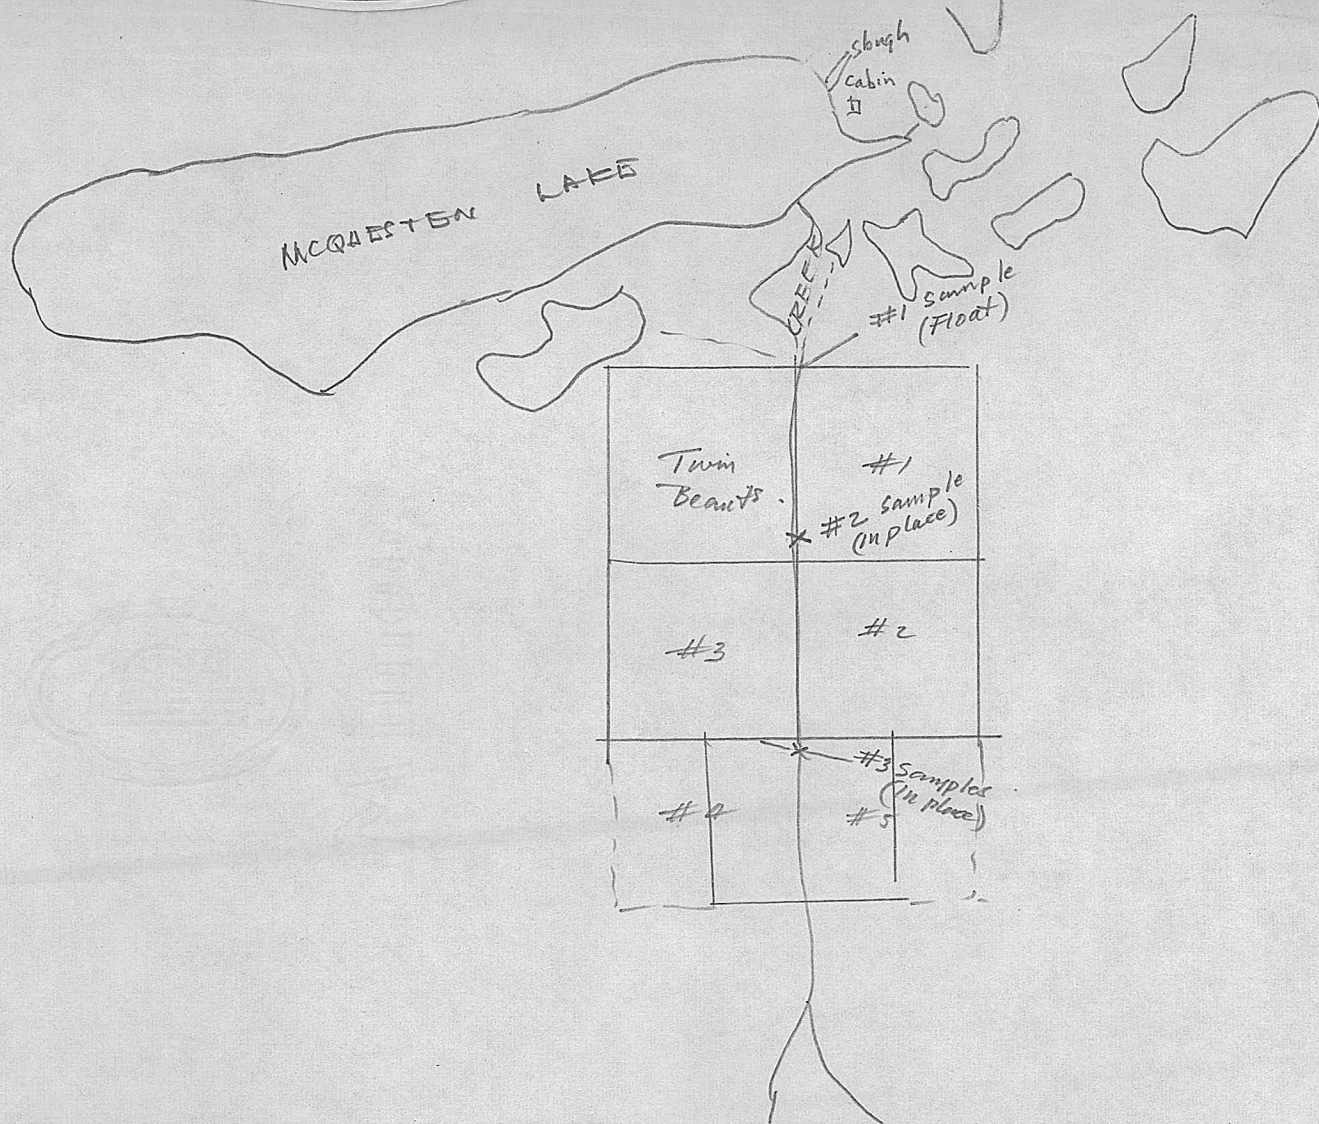 slough
cabin
MCQUESTEN LAKE
CREEK
#1 sample
(Float)
Twin
#1
#2 sample
(in place)
#3
#2
#3 samples
(in place)
#4
#5